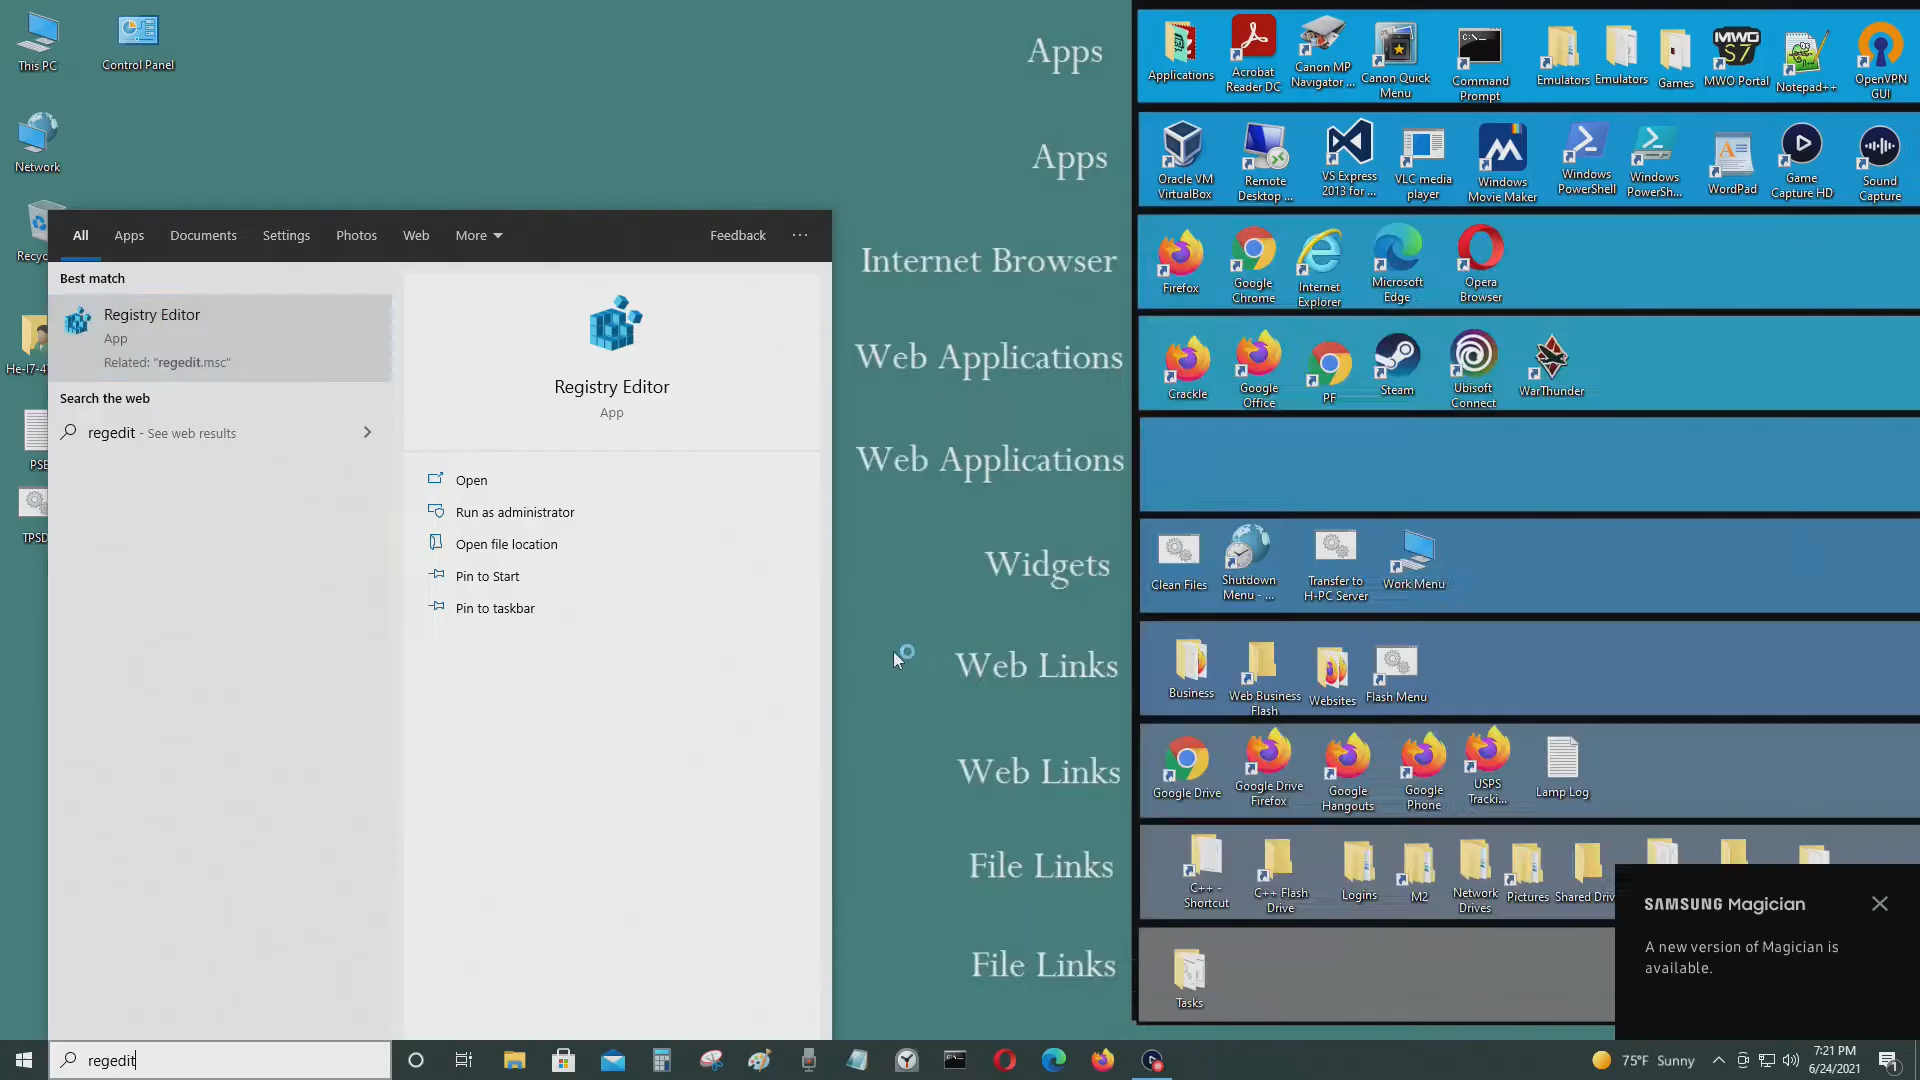 This PC
Control Panel
Network
Recyc
He-I7-4
PSE
TPSD
All
Apps
Documents
Settings
Photos
Web
More
Feedback
Best match
Registry Editor
App
Related: "regedit.msc"
Search the web
regedit - See web results
Registry Editor
App
Open
Run as administrator
Open file location
Pin to Start
Pin to taskbar
Apps
Apps
Internet Browser
Web Applications
Web Applications
Widgets
Web Links
Web Links
File Links
File Links
Applications
Acrobat
Reader DC
Canon MP
Navigator ...
Canon Quick
Menu
Command
Prompt
Emulators
Emulators
Games
MWO Portal
Notepad++
OpenVPN
GUI
Oracle VM
VirtualBox
Remote
Desktop ...
VS Express
2013 for ...
VLC media
player
Windows
Movie Maker
Windows
PowerShell
Windows
PowerSh...
WordPad
Game
Capture HD
Sound
Capture
Firefox
Google
Chrome
Internet
Explorer
Microsoft
Edge
Opera
Browser
Crackle
Google
Office
PF
Steam
Ubisoft
Connect
WarThunder
Clean Files
Shutdown
Menu - ...
Transfer to
H-PC Server
Work Menu
Business
Web Business
Flash
Websites
Flash Menu
Google Drive
Google Drive
Firefox
Google
Hangouts
Google
Phone
USPS
Tracki...
Lamp Log
C++ -
Shortcut
C++ Flash
Drive
Logins
M2
Network
Drives
Pictures
Shared Driv
Tasks
SAMSUNG Magician
A new version of Magician is
available.
regedit
75°F Sunny
7:21 PM
6/24/2021
1